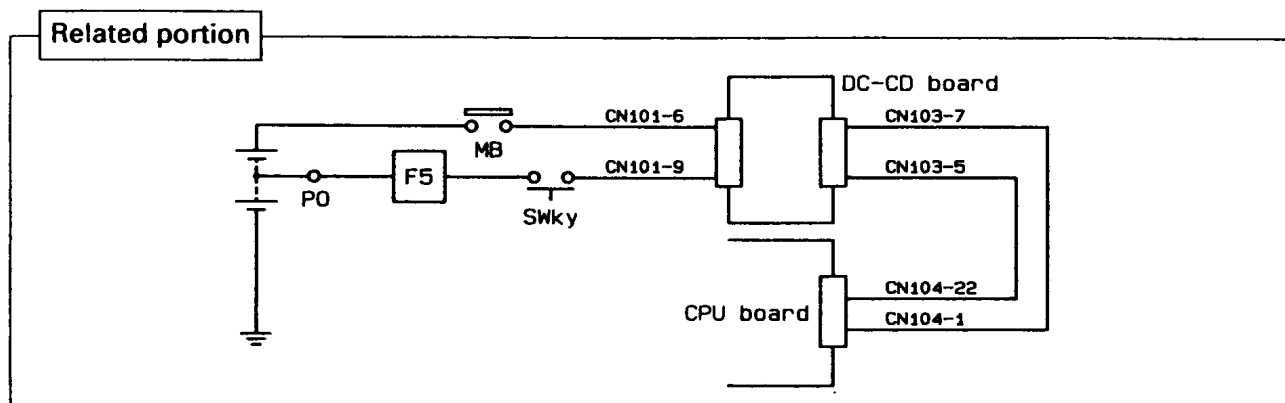 Related portion
DC-CD board
CN101-6
CN103-7
MB
CN101-9
CN103-5
F5
PO
SWky
CN104-22
CPU board
CN104-1